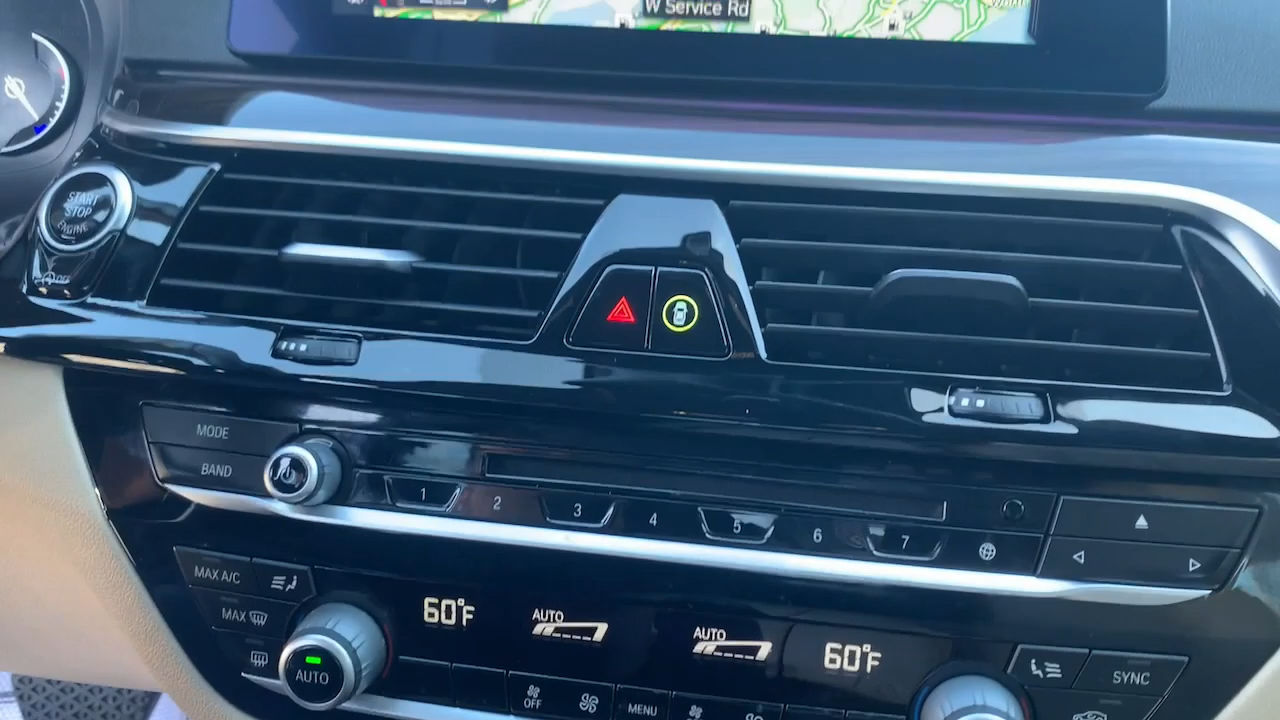 W Service Rd
START
STOP
ENGINE
OFF
MODE
BAND
1
2
3
4
5
6
7
MAX A/C
MAX
60°F
AUTO
AUTO
60°F
AUTO
OFF
MENU
SYNC